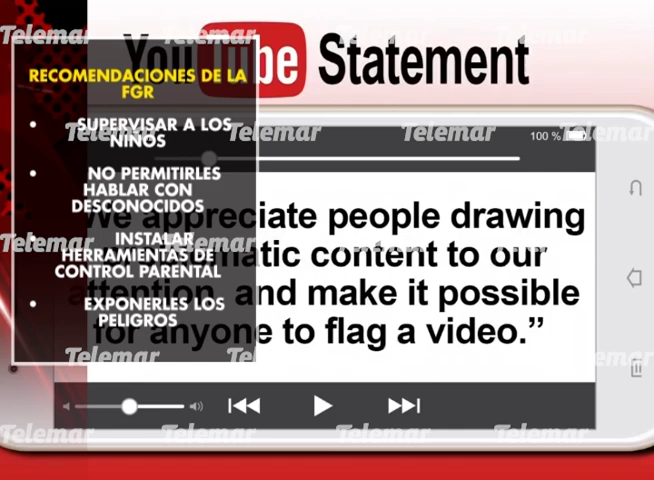 YouTube Statement
RECOMENDACIONES DE LA
FGR
• SUPERVISAR A LOS
NIÑOS
• NO PERMITIRLES
HABLAR CON
DESCONOCIDOS
• INSTALAR
HERRAMIENTAS DE
CONTROL PARENTAL
• EXPONERLES LOS
PELIGROS
100 %
"We appreciate people drawing
content to our
attention, and make it possible
for anyone to flag a video.”
Telemar